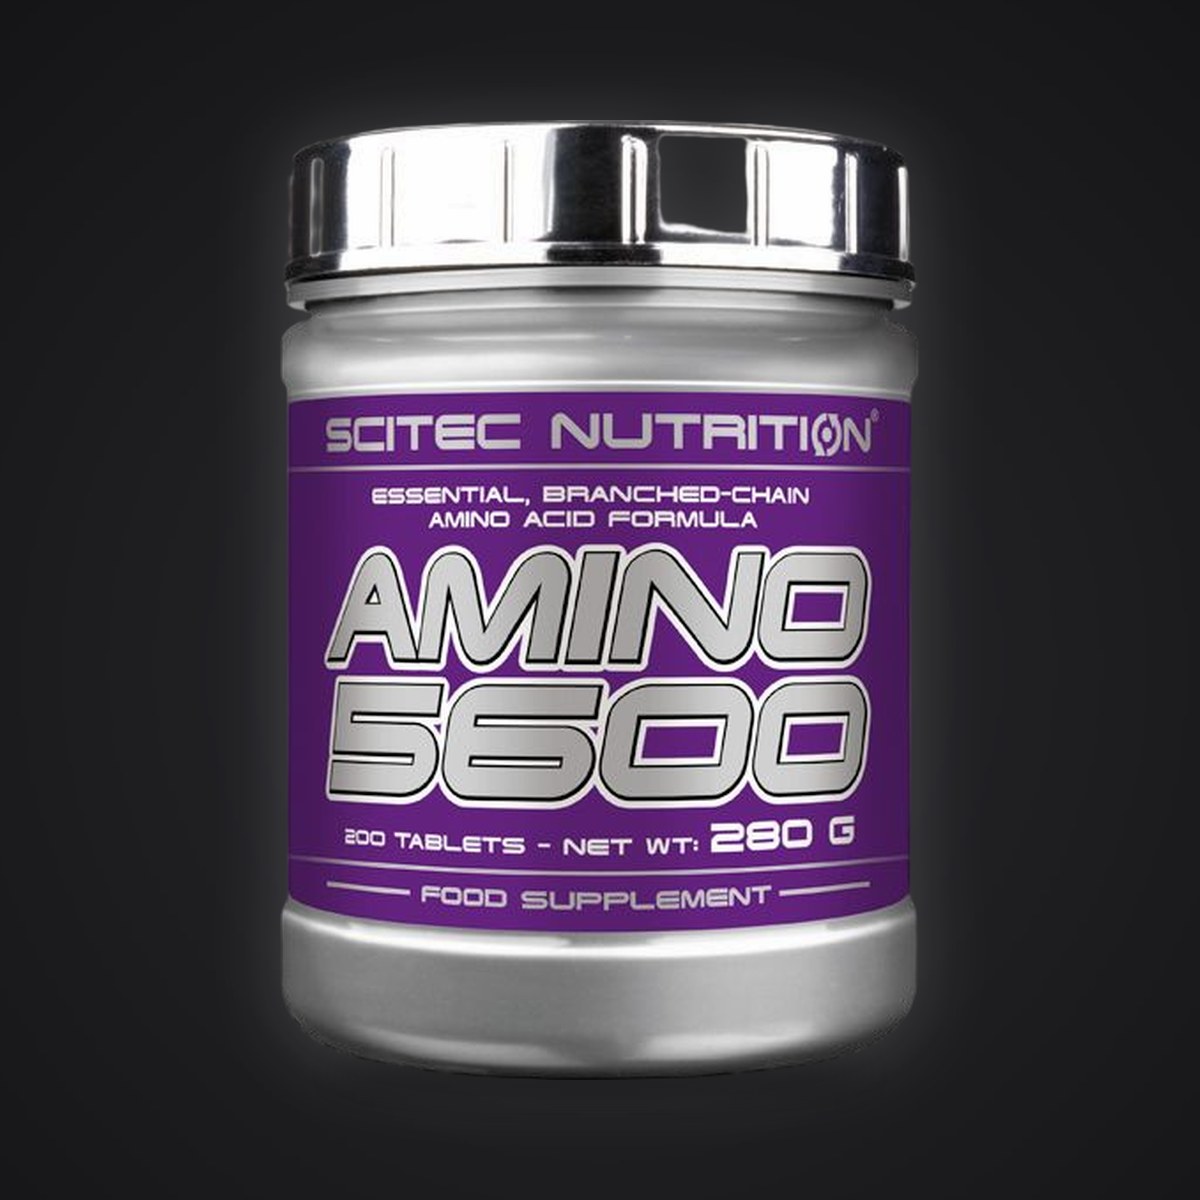 SCITEC NUTRITION®
ESSENTIAL, BRANCHED-CHAIN
AMINO ACID FORMULA
AMINO
5600
200 TABLETS - NET WT: 280 G
FOOD SUPPLEMENT